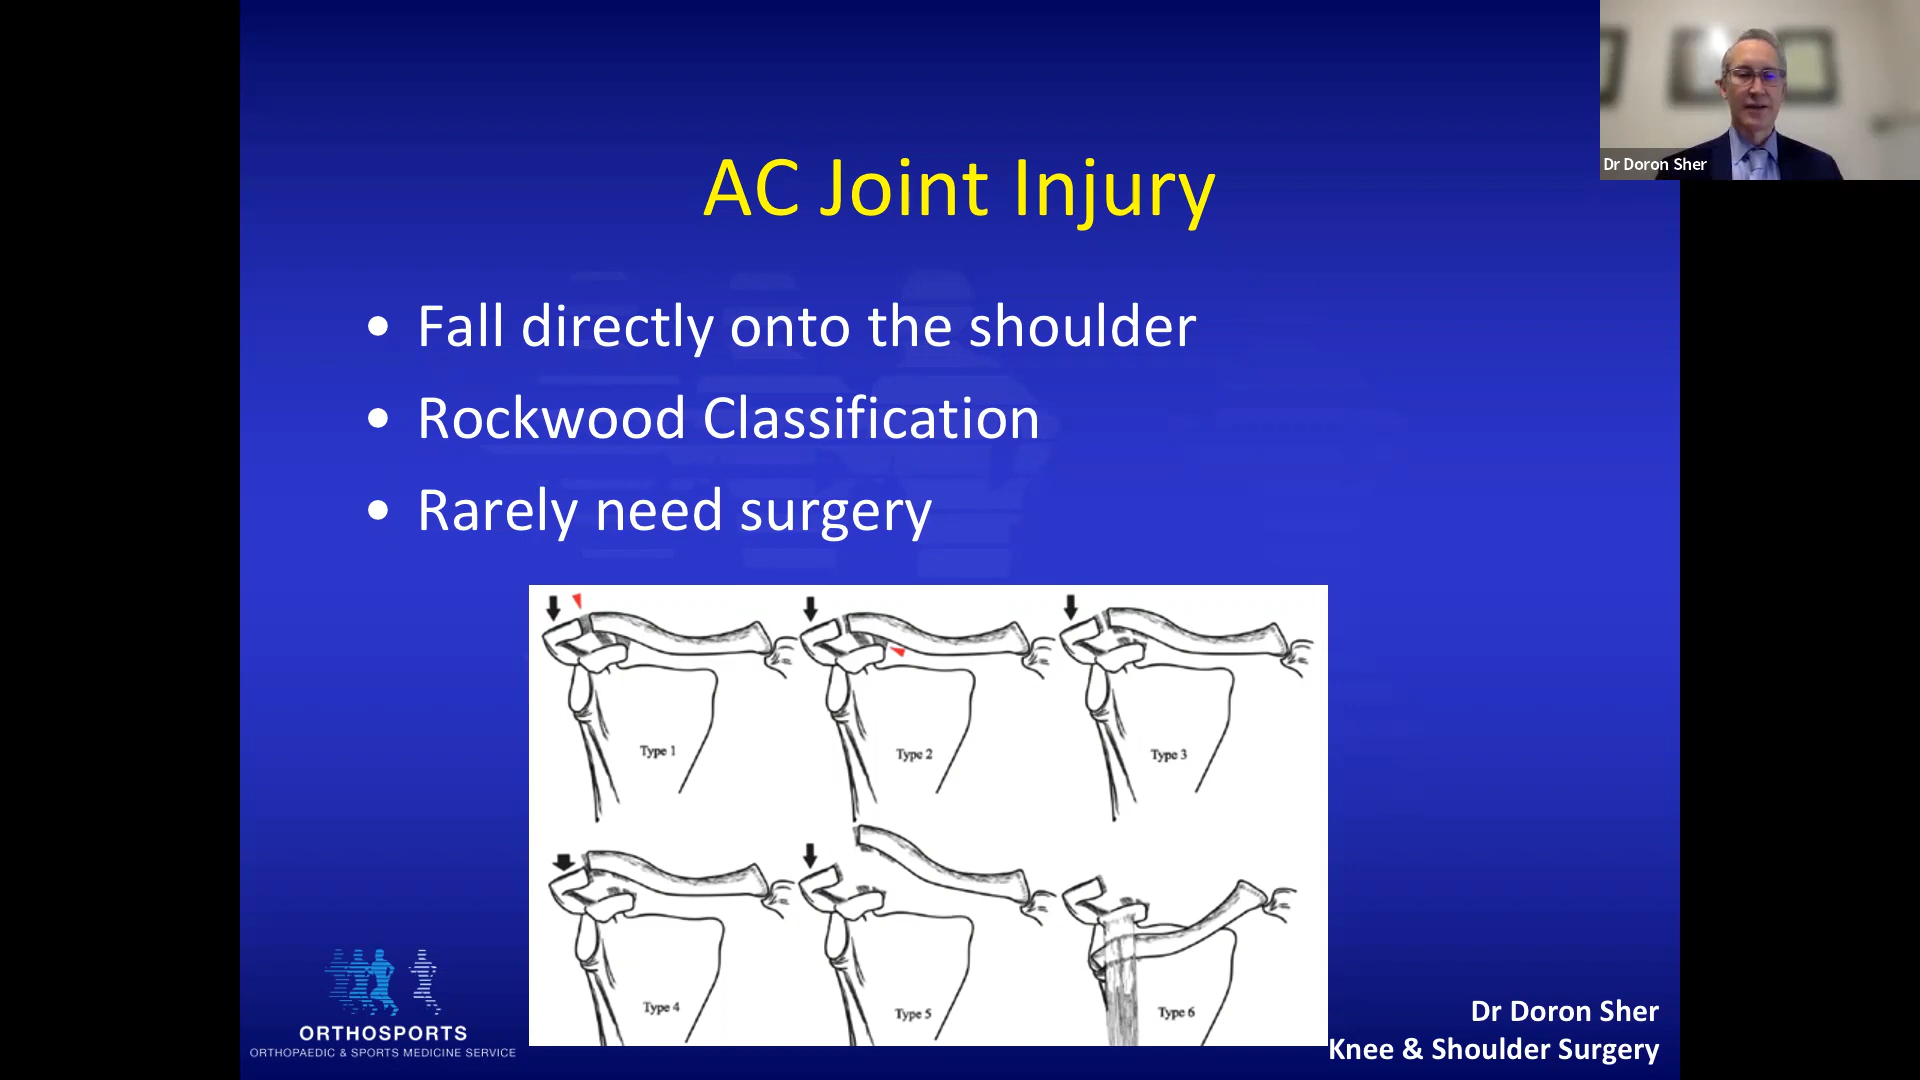 Dr Doron Sher
AC Joint Injury
• Fall directly onto the shoulder
• Rockwood Classification
• Rarely need surgery
Type 1
Type 2
Type 3
Type 4
Type 5
Type 6
ORTHOSPORTS
ORTHOPAEDIC & SPORTS MEDICINE SERVICE
Dr Doron Sher
Knee & Shoulder Surgery